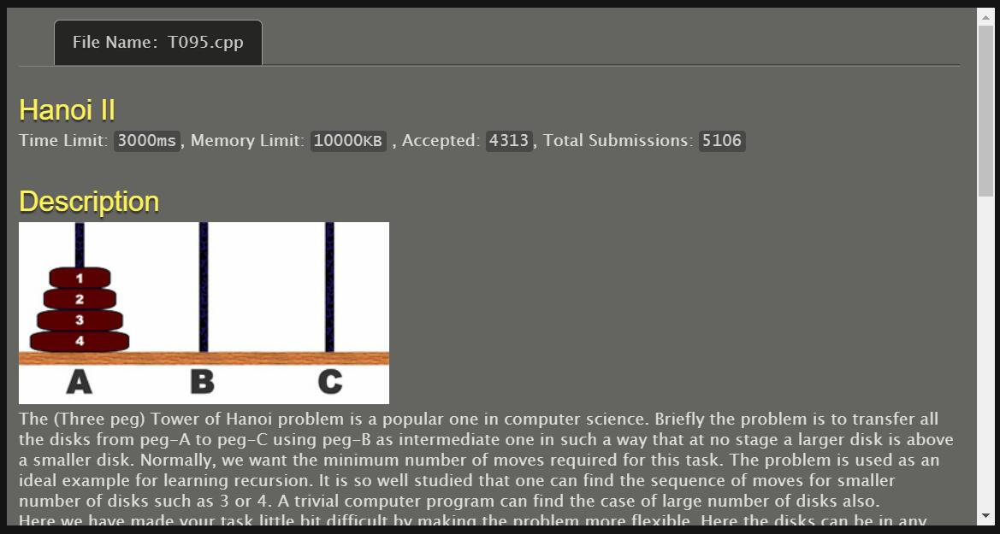 File Name: T095.cpp
Hanoi II
Time Limit: 3000ms, Memory Limit: 10000KB , Accepted: 4313, Total Submissions: 5106
Description
1
2
3
4
A B C
The (Three peg) Tower of Hanoi problem is a popular one in computer science. Briefly the problem is to transfer all
the disks from peg-A to peg-C using peg-B as intermediate one in such a way that at no stage a larger disk is above
a smaller disk. Normally, we want the minimum number of moves required for this task. The problem is used as an
ideal example for learning recursion. It is so well studied that one can find the sequence of moves for smaller
number of disks such as 3 or 4. A trivial computer program can find the case of large number of disks also.
Here we have made your task little bit difficult by making the problem more flexible. Here the disks can be in any